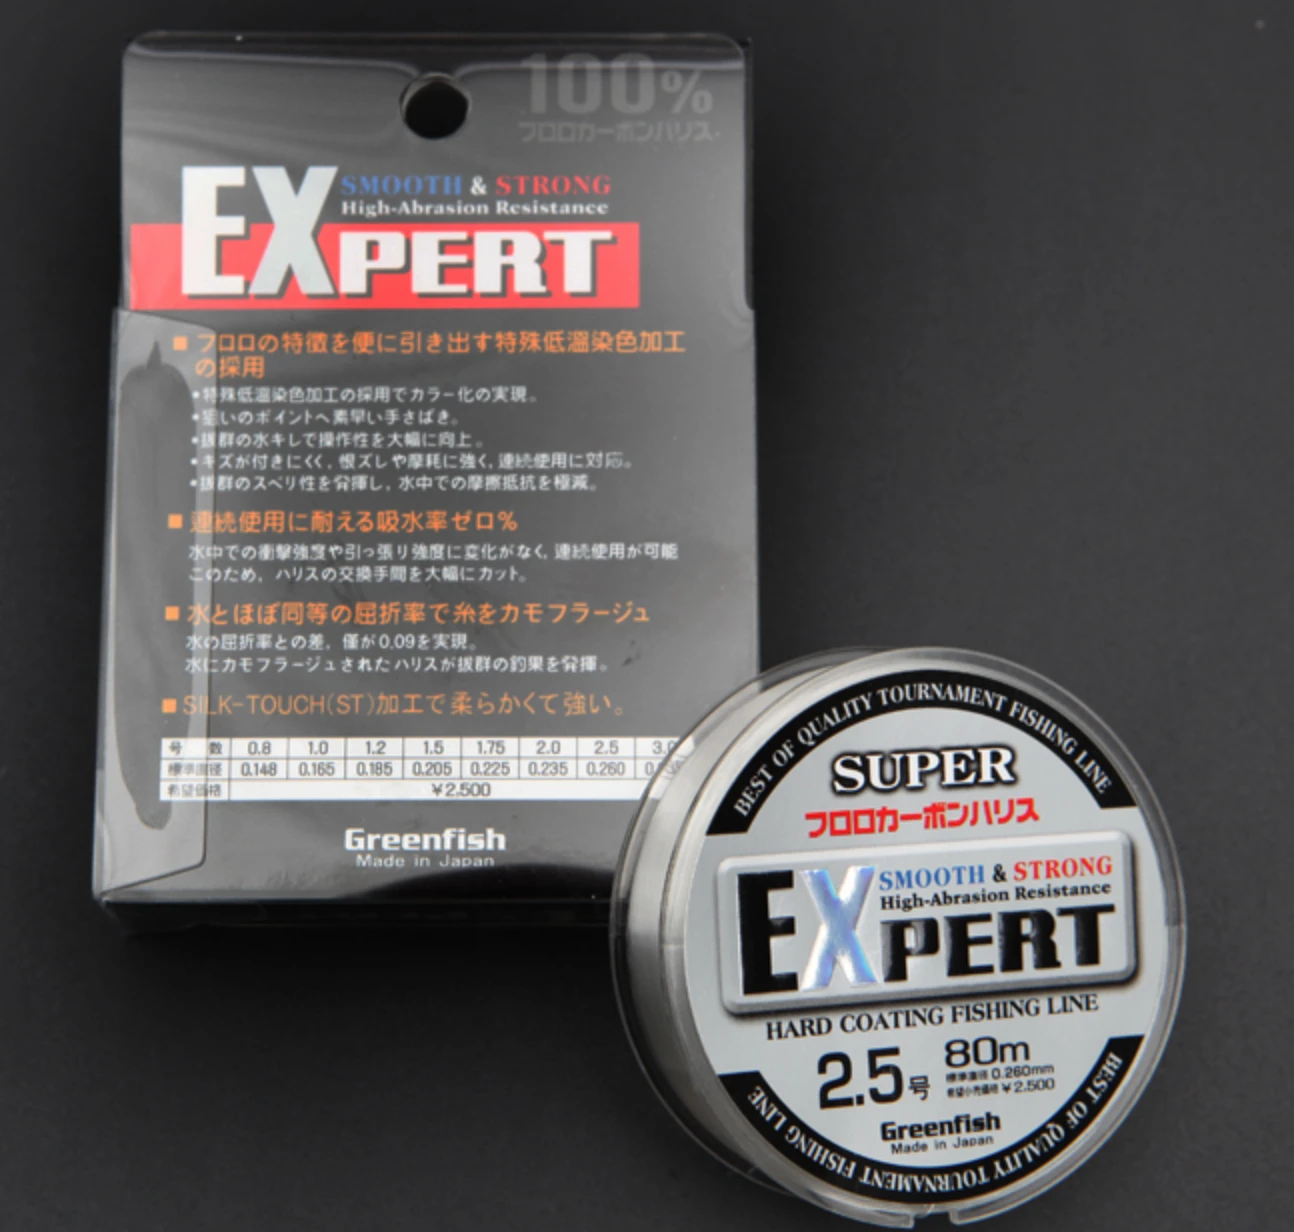 100%
フロロカーボンハリス
SMOOTH & STRONG
High-Abrasion Resistance
EXPERT
■フロロの特徴を便に引き出す特殊低温染色加工
の採用
•特殊低温染色加工の採用でカラー化の実現。
•狙いのポイントへ素早い手さばき。
•抜群の水キレで操作性を大幅に向上。
•キズが付きにくく，根ズレや摩耗に強く，連続使用に対応。
•抜群のスベリ性を発揮し，水中での摩擦抵抗を極減。
■連続使用に耐える吸水率ゼロ%
水中での衝撃強度や引っ張り強度に変化がなく，連続使用が可能
このため，ハリスの交換手間を大幅にカット。
■水とほぼ同等の屈折率で糸をカモフラージュ
水の屈折率との差，僅が0.09を実現。
水にカモフラージュされたハリスが抜群の釣果を発揮。
■SILK-TOUCH(ST)加工で柔らかくて強い。
号 数 0.8 1.0 1.2 1.5 1.75 2.0 2.5 3.0
標準直径 0.148 0.165 0.185 0.205 0.225 0.235 0.260
希望価格 ¥2,500
Greenfish
Made in Japan
BEST OF QUALITY TOURNAMENT FISHING LINE
SUPER
フロロカーボンハリス
SMOOTH & STRONG
High-Abrasion Resistance
EXPERT
HARD COATING FISHING LINE
2.5号 80m
標準直径 0.260mm
希望小売価格 ¥2,500
Greenfish
Made in Japan
BEST OF QUALITY TOURNAMENT FISHING LINE